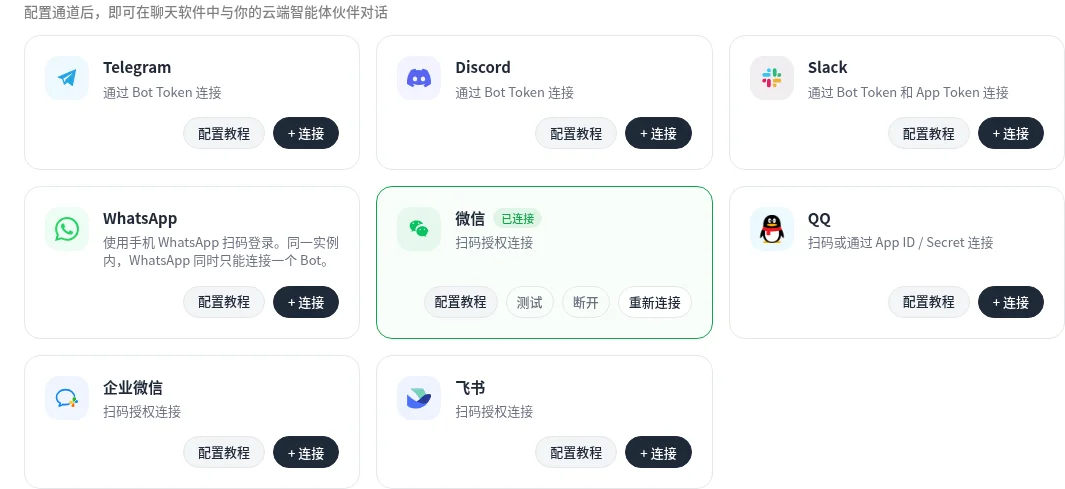 配置通道后，即可在聊天软件中与你的云端智能体伙伴对话
Telegram
通过 Bot Token 连接
配置教程
+ 连接
Discord
通过 Bot Token 连接
配置教程
+ 连接
Slack
通过 Bot Token 和 App Token 连接
配置教程
+ 连接
WhatsApp
使用手机 WhatsApp 扫码登录。同一实例
内，WhatsApp 同时只能连接一个 Bot。
配置教程
+ 连接
微信 已连接
扫码授权连接
配置教程
测试
断开
重新连接
QQ
扫码或通过 App ID / Secret 连接
配置教程
+ 连接
企业微信
扫码授权连接
配置教程
+ 连接
飞书
扫码授权连接
配置教程
+ 连接